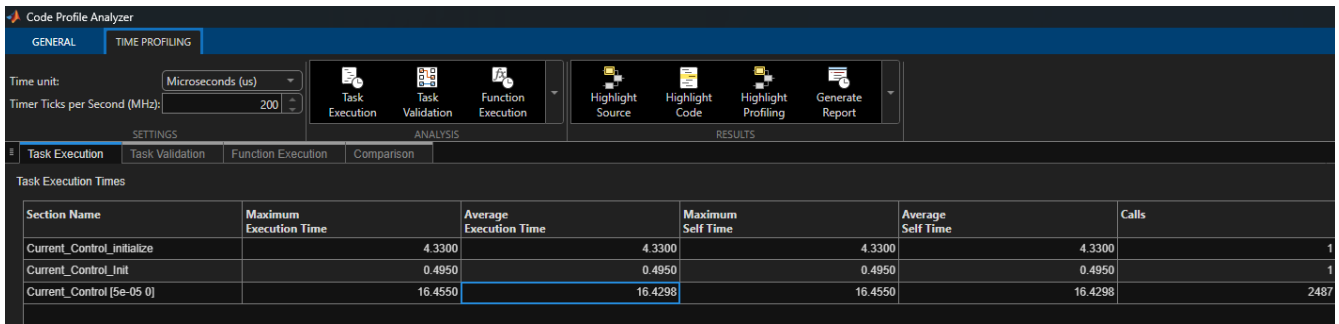 Code Profile Analyzer
GENERAL TIME PROFILING
Time unit: Microseconds (us)
Timer Ticks per Second (MHz): 200
Task Execution
Task Validation
Function Execution
Highlight Source
Highlight Code
Highlight Profiling
Generate Report
SETTINGS ANALYSIS RESULTS
Task Execution Task Validation Function Execution Comparison
Task Execution Times
Section Name Maximum Execution Time Average Execution Time Maximum Self Time Average Self Time Calls
Current_Control_initialize 4.3300 4.3300 4.3300 4.3300 1
Current_Control_Init 0.4950 0.4950 0.4950 0.4950 1
Current_Control [5e-05 0] 16.4550 16.4298 16.4550 16.4298 2487